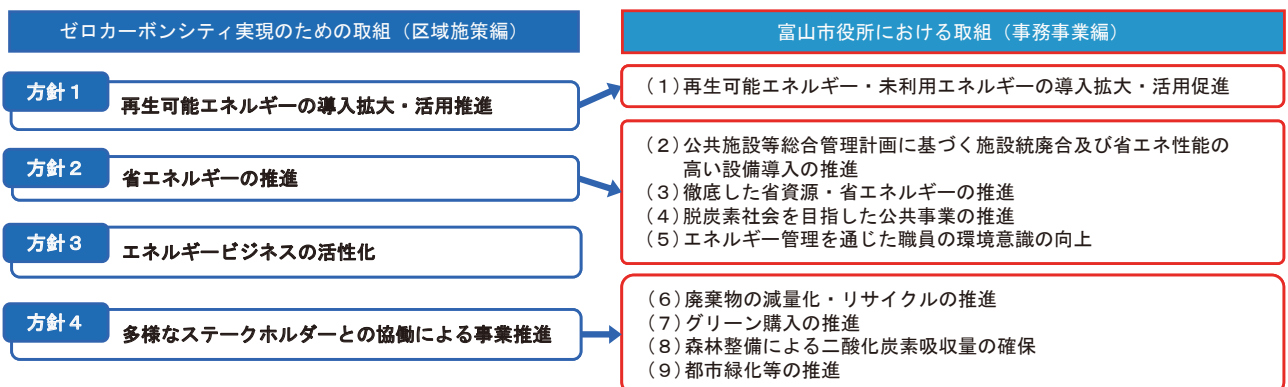 ゼロカーボンシティ実現のための取組（区域施策編）
方針１
再生可能エネルギーの導入拡大・活用推進
方針２
省エネルギーの推進
方針３
エネルギービジネスの活性化
方針４
多様なステークホルダーとの協働による事業推進
富山市役所における取組（事務事業編）
（１）再生可能エネルギー・未利用エネルギーの導入拡大・活用促進
（２）公共施設等総合管理計画に基づく施設統廃合及び省エネ性能の
高い設備導入の推進
（３）徹底した省資源・省エネルギーの推進
（４）脱炭素社会を目指した公共事業の推進
（５）エネルギー管理を通じた職員の環境意識の向上
（６）廃棄物の減量化・リサイクルの推進
（７）グリーン購入の推進
（８）森林整備による二酸化炭素吸収量の確保
（９）都市緑化等の推進